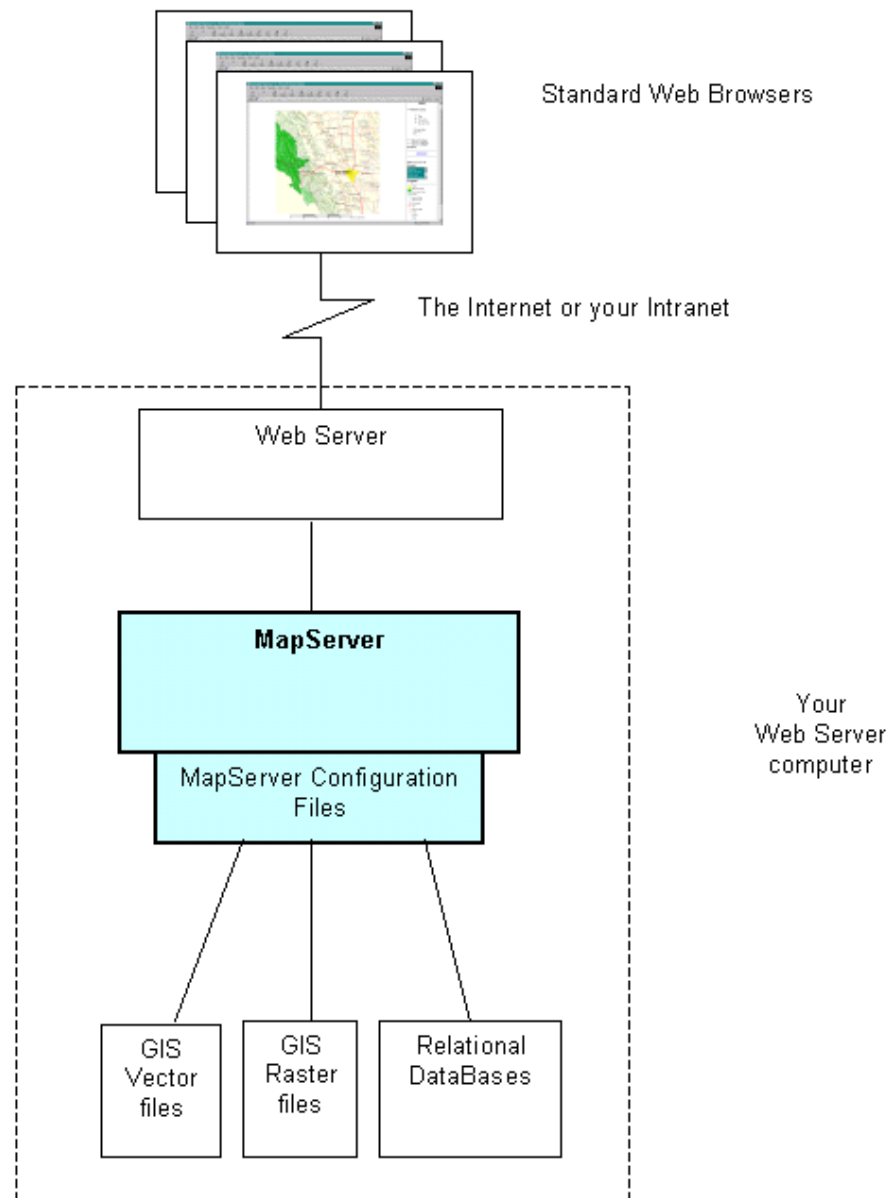 Standard Web Browsers
The Internet or your Intranet
Web Server
MapServer
MapServer Configuration
Files
Your
Web Server
computer
GIS
Vector
files
GIS
Raster
files
Relational
DataBases